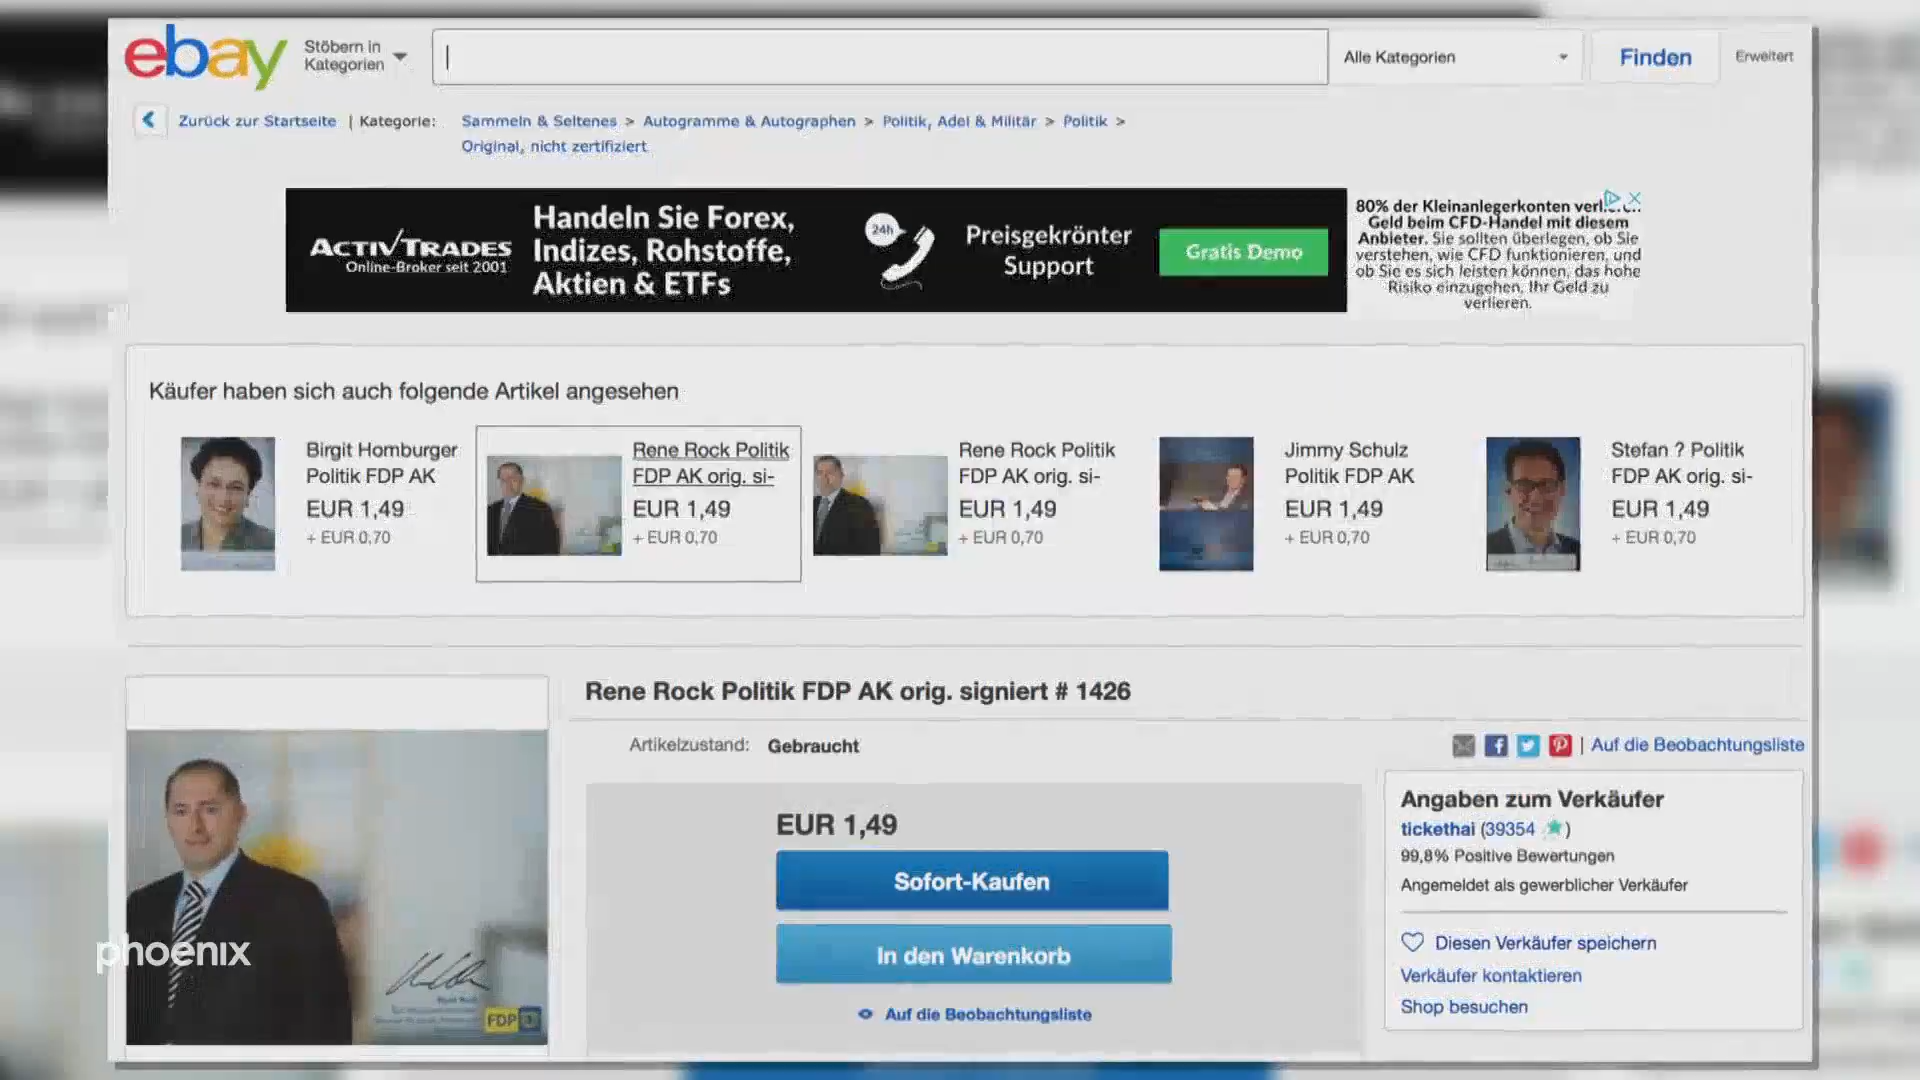 ebay
Stöbern in
Kategorien
Alle Kategorien
Finden
Erweitert
Zurück zur Startseite | Kategorie: Sammeln & Seltenes > Autogramme & Autographen > Politik, Adel & Militär > Politik >
Original, nicht zertifiziert
ACTIVTRADES
Online-Broker seit 2001
Handeln Sie Forex,
Indizes, Rohstoffe,
Aktien & ETFs
24h
Preisgekrönter
Support
Gratis Demo
80% der Kleinanlegerkonten
Geld beim CFD-Handel mit diesem
Anbieter. Sie sollten überlegen, ob Sie
verstehen, wie CFD funktionieren, und
ob Sie es sich leisten können, das hohe
Risiko einzugehen, Ihr Geld zu
verlieren.
Käufer haben sich auch folgende Artikel angesehen
Birgit Homburger
Politik FDP AK
EUR 1,49
+ EUR 0,70
Rene Rock Politik
FDP AK orig. si-
EUR 1,49
+ EUR 0,70
Rene Rock Politik
FDP AK orig. si-
EUR 1,49
+ EUR 0,70
Jimmy Schulz
Politik FDP AK
EUR 1,49
+ EUR 0,70
Stefan ? Politik
FDP AK orig. si-
EUR 1,49
+ EUR 0,70
Rene Rock Politik FDP AK orig. signiert # 1426
Artikelzustand: Gebraucht
| Auf die Beobachtungsliste
EUR 1,49
Sofort-Kaufen
In den Warenkorb
Auf die Beobachtungsliste
Angaben zum Verkäufer
tickethai (39354 )
99,8% Positive Bewertungen
Angemeldet als gewerblicher Verkäufer
Diesen Verkäufer speichern
Verkäufer kontaktieren
Shop besuchen
phoenix
FDP